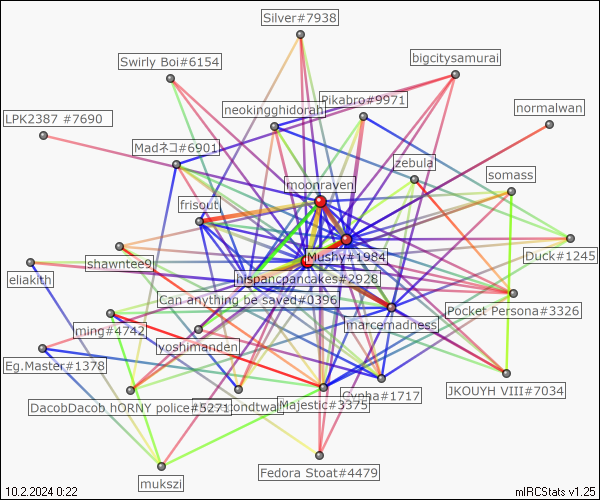 Silver#7938
Swirly Boi#6154
bigcitysamurai
LPK2387 #7690
neokingghidorah
Pikabro#9971
normalwan
Madネコ#6901
zebula
moonraven
somass
frisout
shawntee9
Mushy#1984
Duck#1245
eliakith
hispancpancakes#2928
Can anything be saved#0396
Pocket Persona#3326
ming#4742
marcemadness
yoshimanden
Eg.Master#1378
JKOUYH VIII#7034
DacobDacob hORNY police#5271
Majestic#3375
#1717
mukszi
Fedora Stoat#4479
10.2.2024 0:22
mIRCStats v1.25